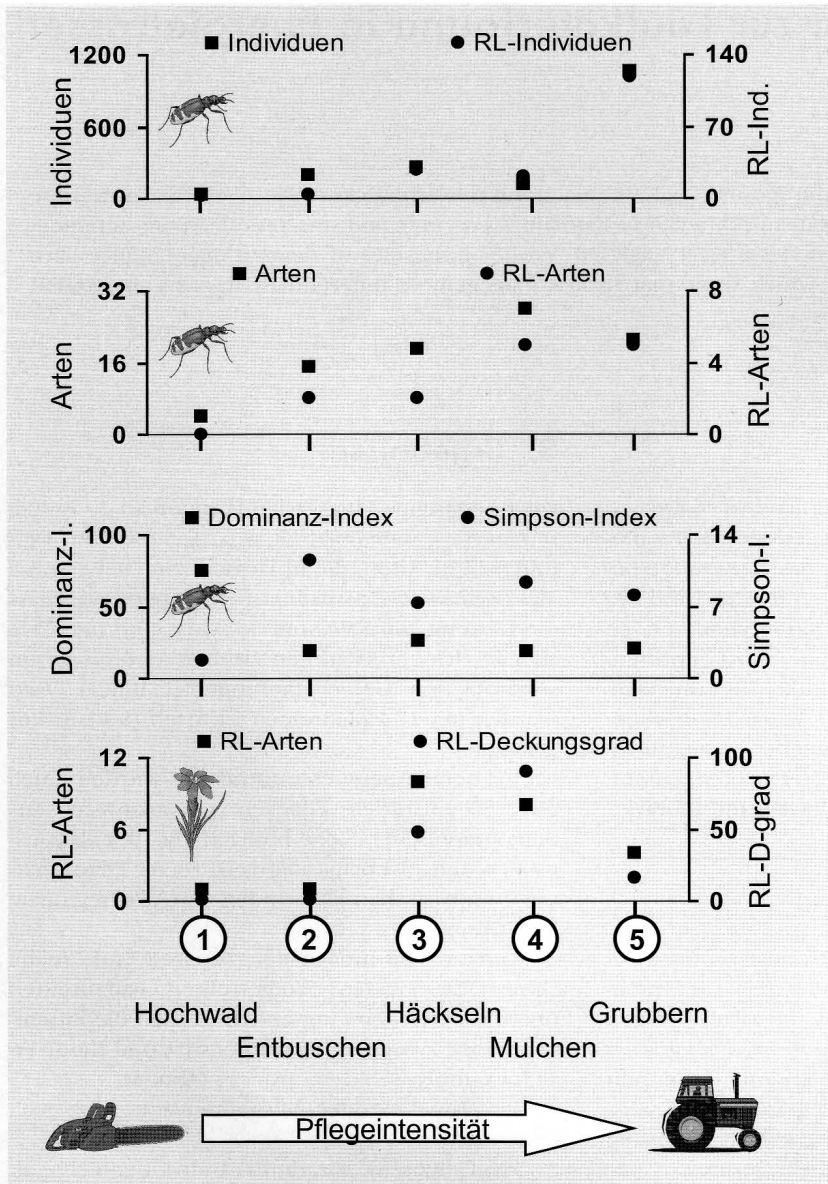 Individuen RL-Individuen
1200 140
600 70
0 0
Individuen
RL-Ind.
Arten RL-Arten
32 8
16 4
0 0
Arten
RL-Arten
Dominanz-Index Simpson-Index
100 14
50 7
0 0
Dominanz-I.
Simpson-I.
RL-Arten RL-Deckungsgrad
12 100
6 50
0 0
RL-Arten
RL-D-grad
1 2 3 4 5
Hochwald Häckseln Grubbern
Entbuschen Mulchen
Pflegeintensität